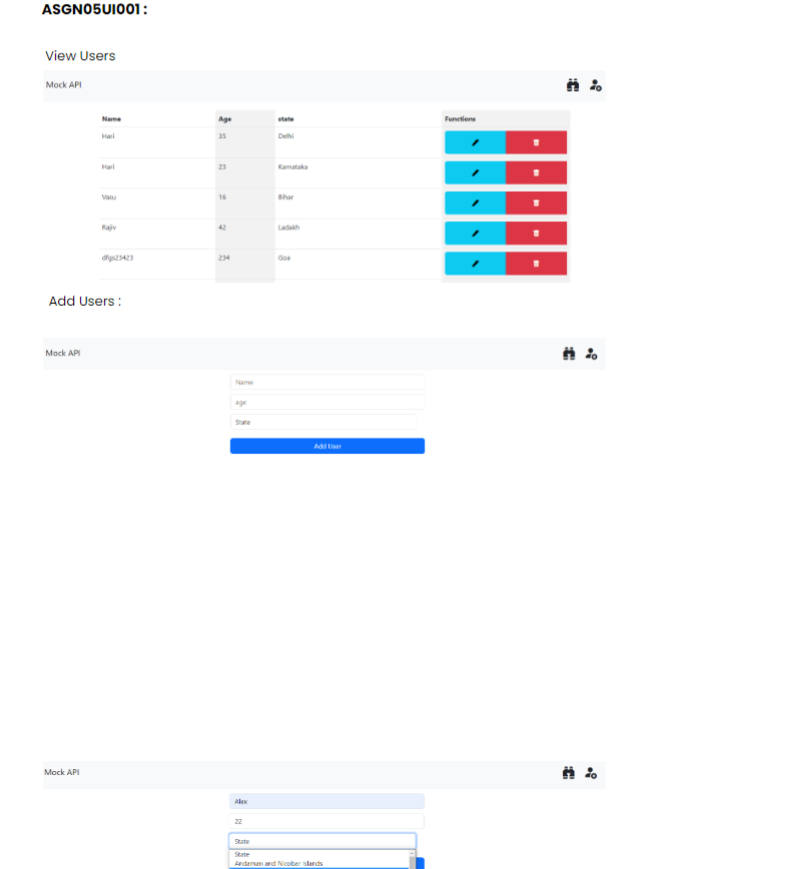 ASGN05UI001 :
View Users
Mock API
Name Age state Functions
Hari 35 Delhi
Hari 23 Karnataka
Vasu 16 Bihar
Rajiv 42 Ladakh
dfgs23423 234 Goa
Add Users :
Mock API
Name
age
State
Add User
Mock API
Alex
22
State
State
Andaman and Nicobar Islands